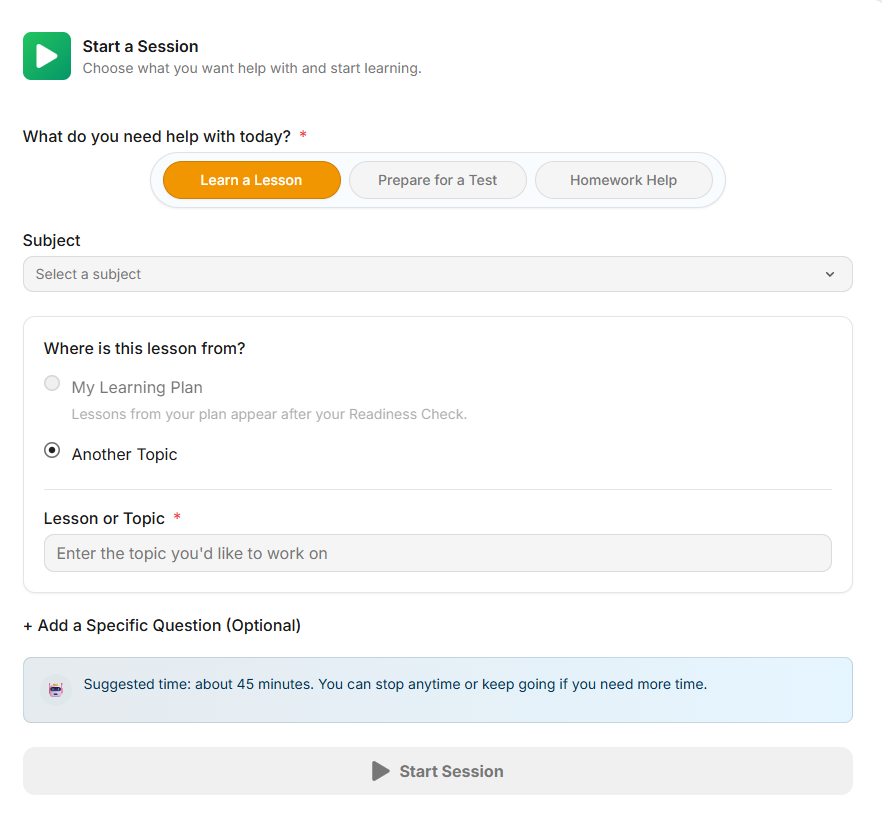 Start a Session
Choose what you want help with and start learning.
What do you need help with today? *
Learn a Lesson
Prepare for a Test
Homework Help
Subject
Select a subject
Where is this lesson from?
My Learning Plan
Lessons from your plan appear after your Readiness Check.
Another Topic
Lesson or Topic *
Enter the topic you'd like to work on
+ Add a Specific Question (Optional)
Suggested time: about 45 minutes. You can stop anytime or keep going if you need more time.
Start Session